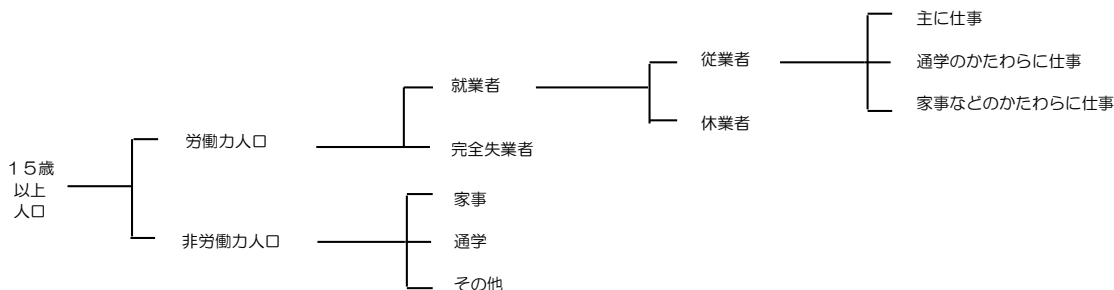 主に仕事
従業者
通学のかたわらに仕事
就業者
家事などのかたわらに仕事
休業者
労働力人口
完全失業者
１５歳
以上
人口
家事
非労働力人口
通学
その他